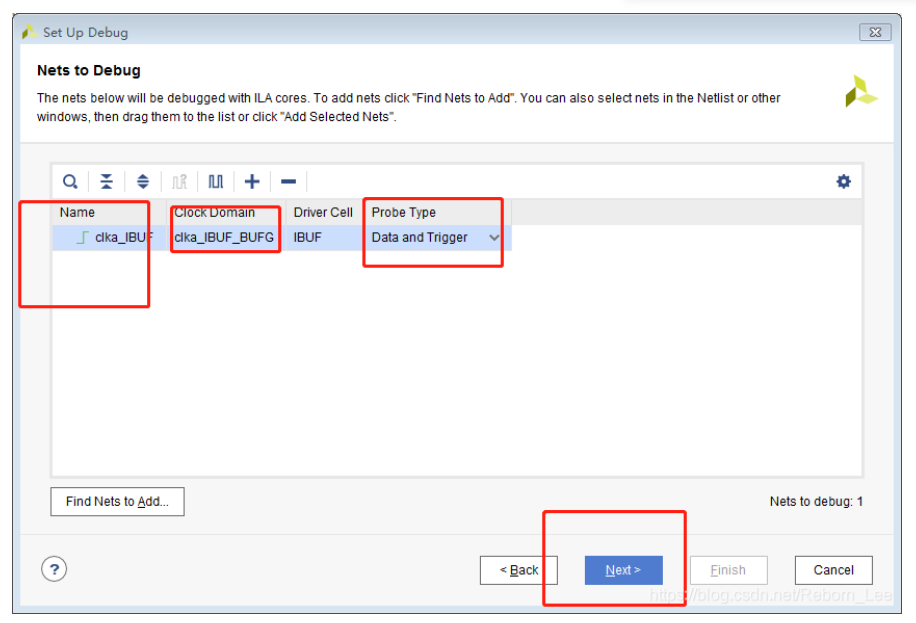 Set Up Debug
Nets to Debug
The nets below will be debugged with ILA cores. To add nets click "Find Nets to Add". You can also select nets in the Netlist or other
windows, then drag them to the list or click "Add Selected Nets".
Name Clock Domain Driver Cell Probe Type
clka_IBUF clka_IBUF_BUFG IBUF Data and Trigger
Find Nets to Add...
Nets to debug: 1
? < Back Next > Finish Cancel
https://blog.csdn.net/Reborn_Lee